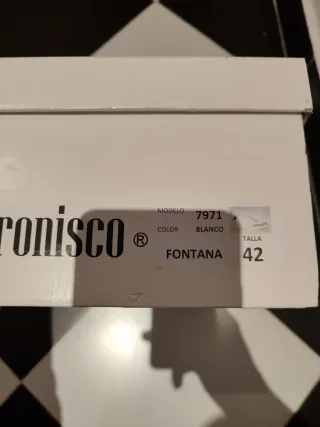 ronisco ®
MODELO 7971
COLOR BLANCO
TALLA
FONTANA 42